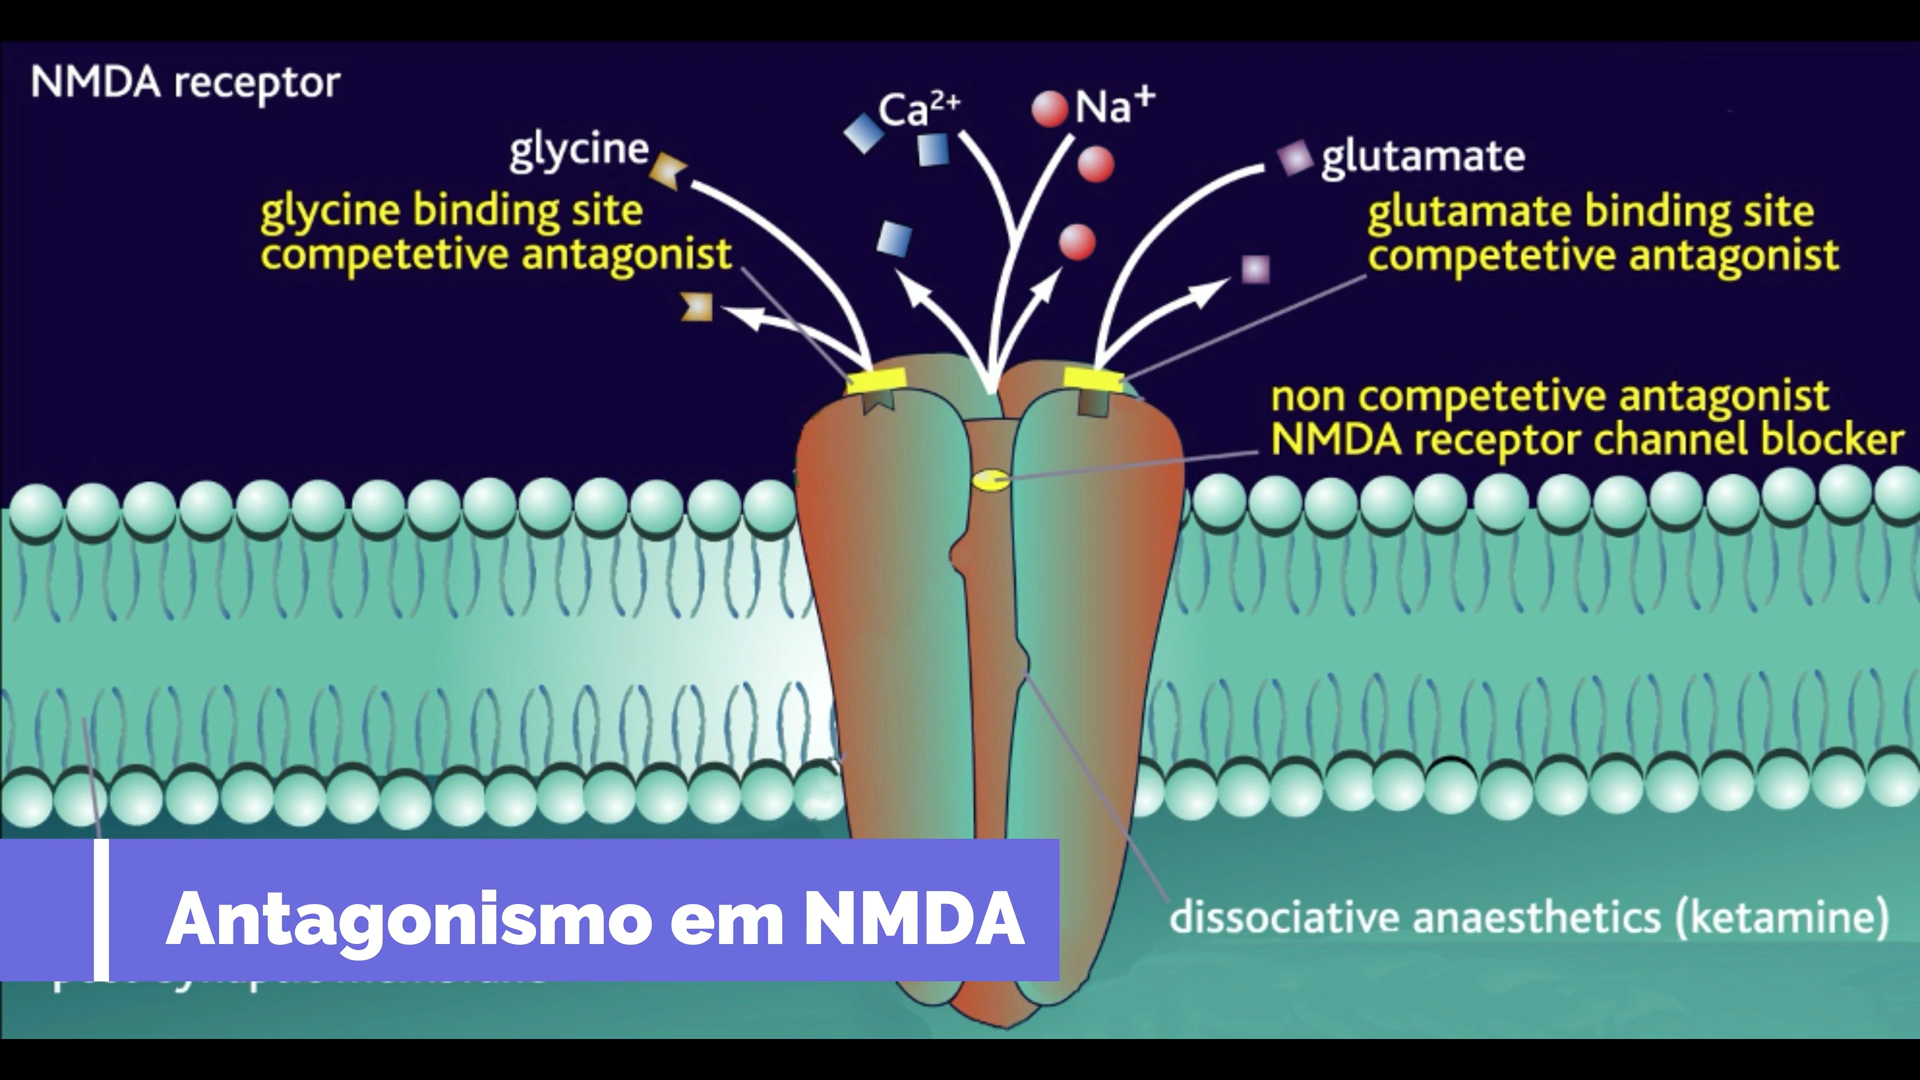 NMDA receptor
Ca²⁺
Na⁺
glycine
glutamate
glycine binding site
competetive antagonist
glutamate binding site
competetive antagonist
non competetive antagonist
NMDA receptor channel blocker
Antagonismo em NMDA
dissociative anaesthetics (ketamine)